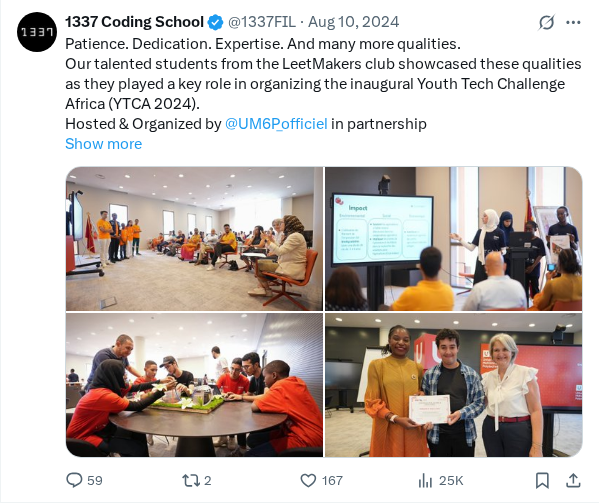 1337
1337 Coding School @1337FIL · Aug 10, 2024
Patience. Dedication. Expertise. And many more qualities.
Our talented students from the LeetMakers club showcased these qualities
as they played a key role in organizing the inaugural Youth Tech Challenge
Africa (YTCA 2024).
Hosted & Organized by @UM6P_officiel in partnership
Show more
Impact
59 2 167 25K